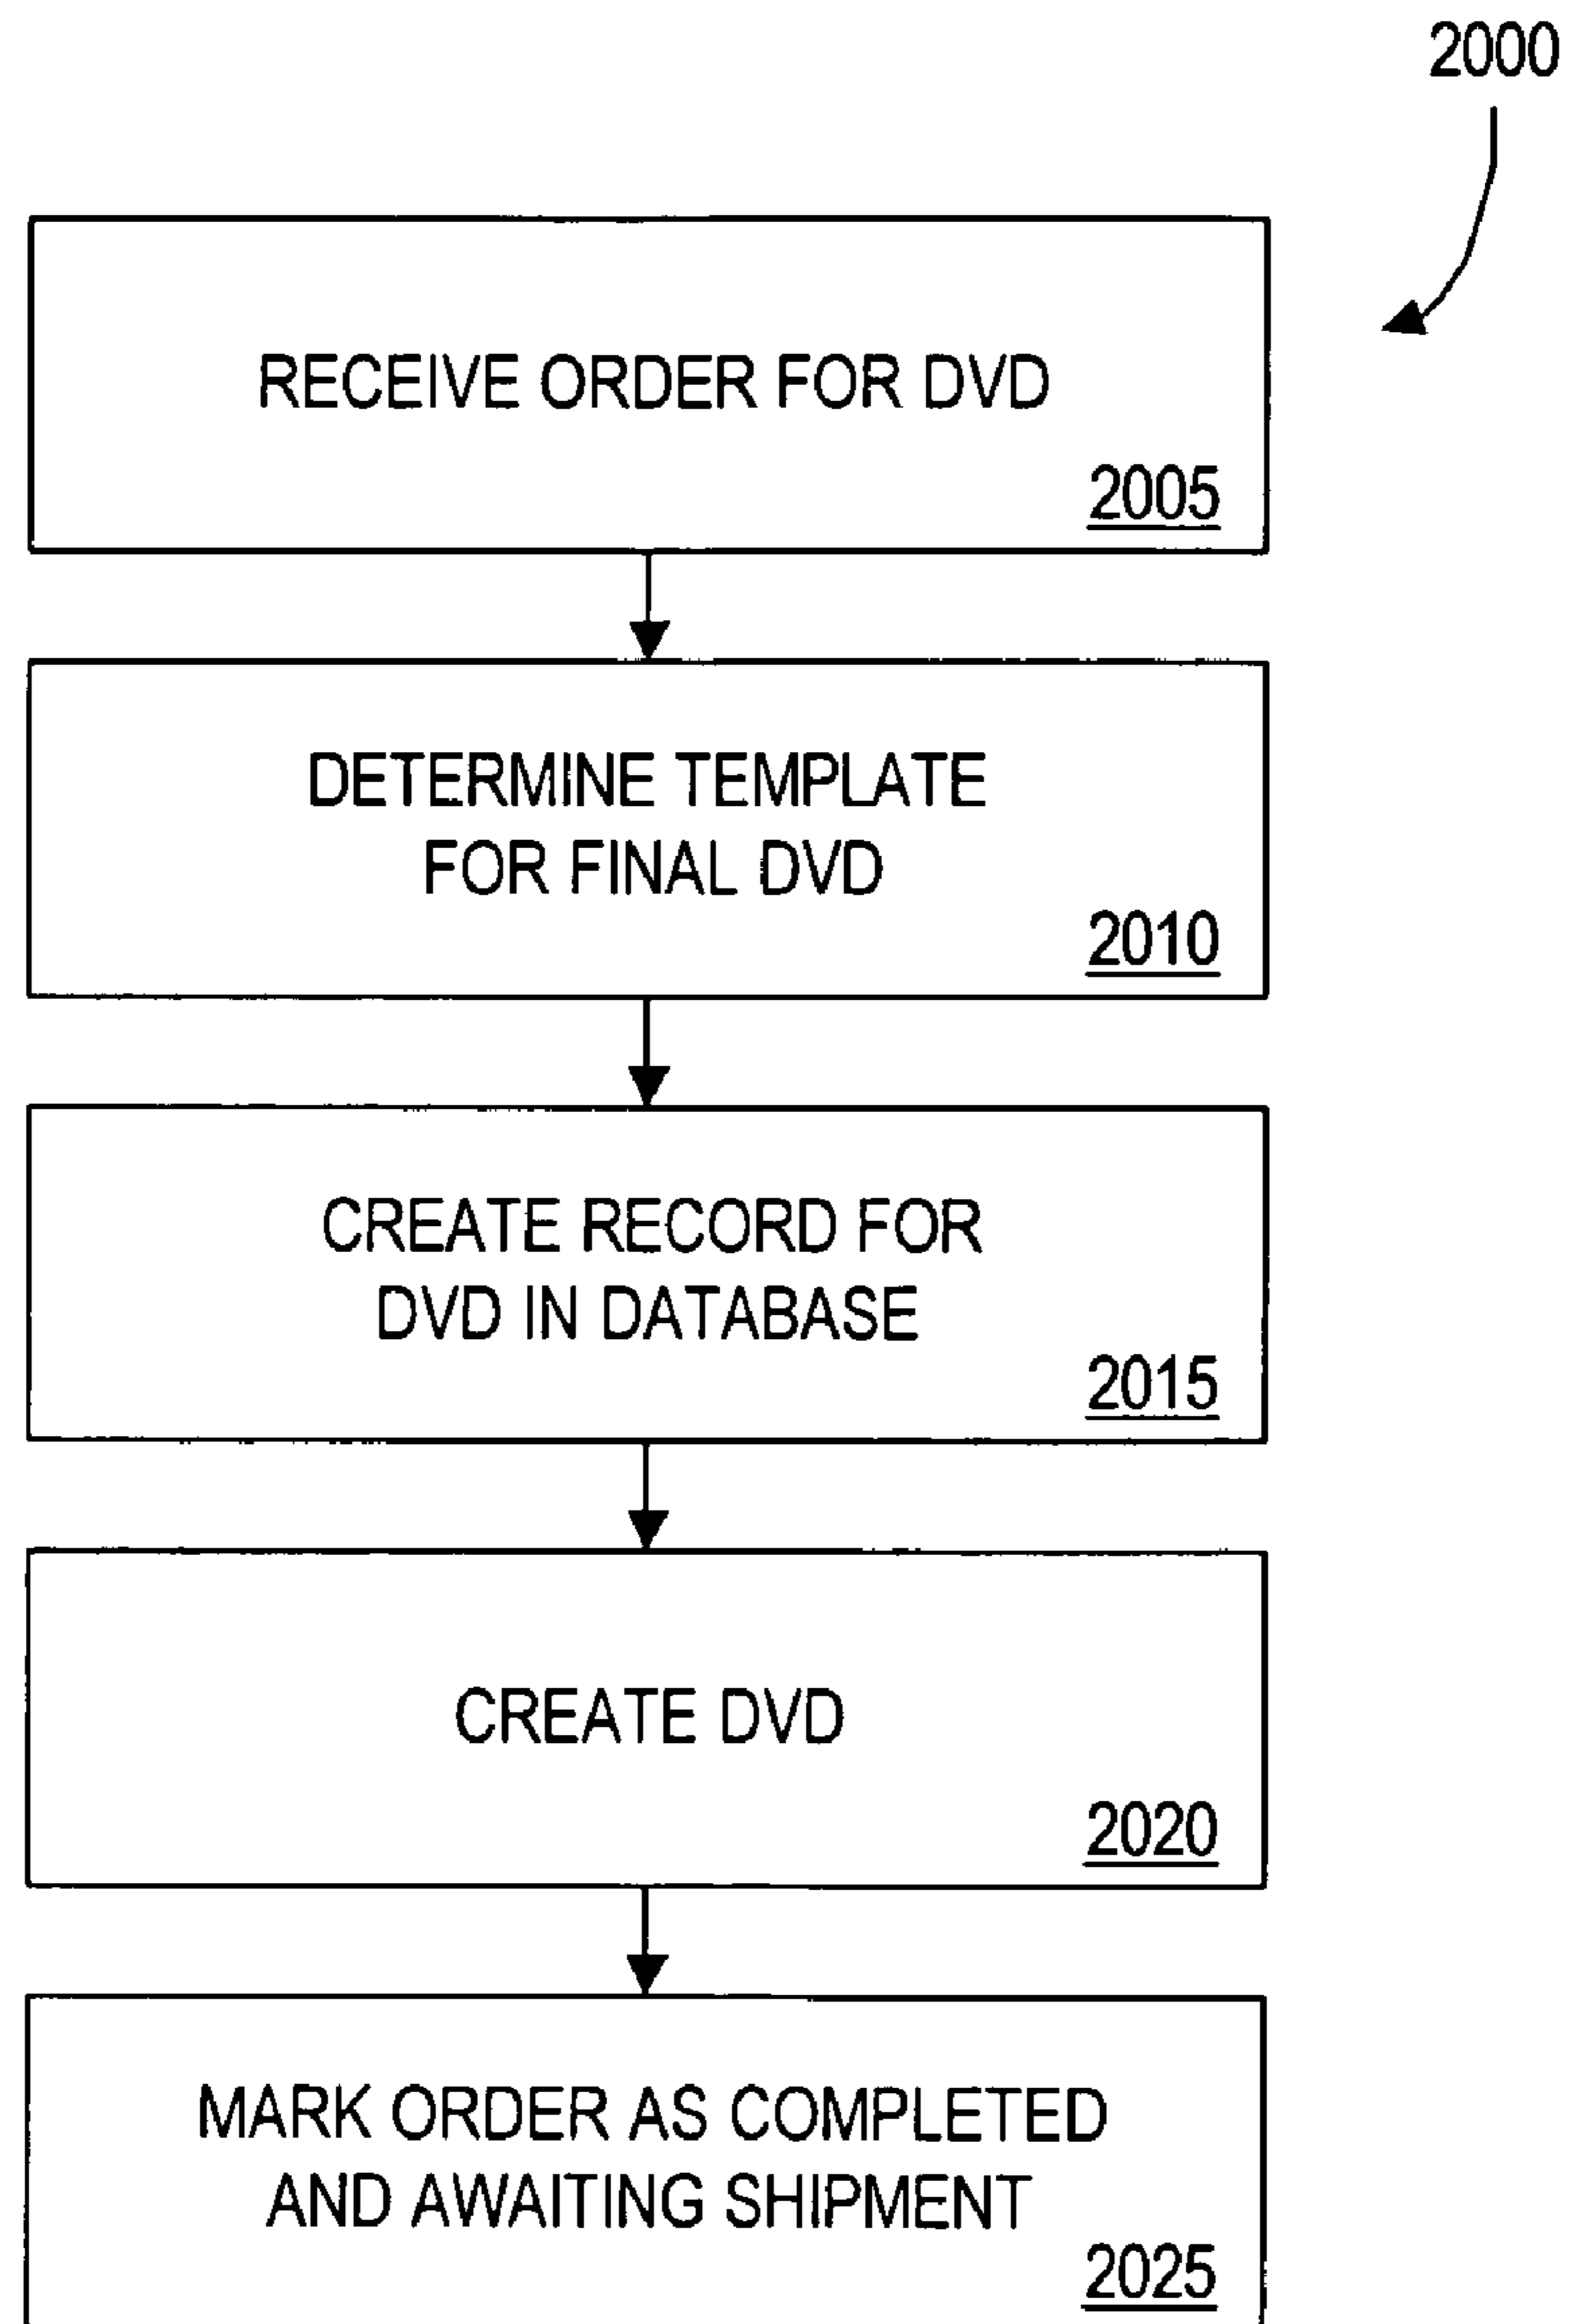 2000
RECEIVE ORDER FOR DVD
2005
DETERMINE TEMPLATE
FOR FINAL DVD
2010
CREATE RECORD FOR
DVD IN DATABASE
2015
CREATE DVD
2020
MARK ORDER AS COMPLETED
AND AWAITING SHIPMENT
2025